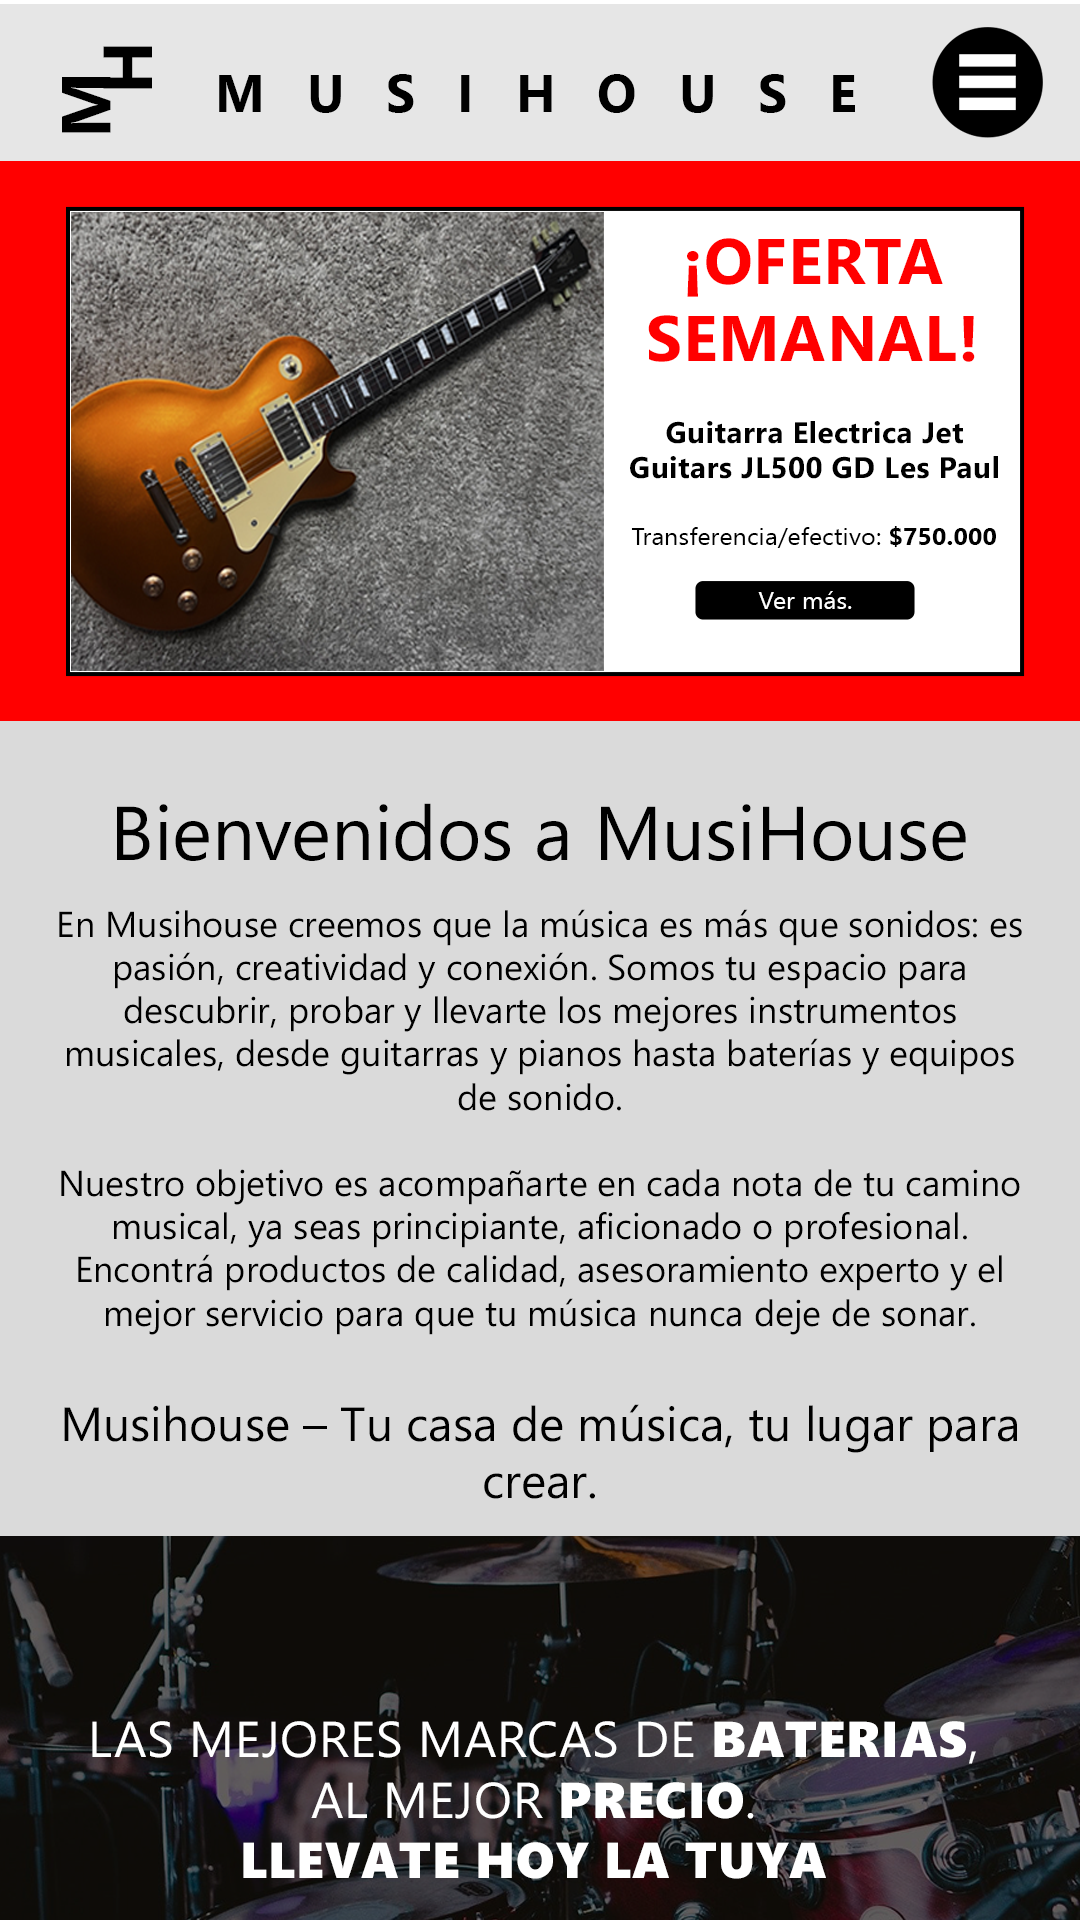 MH
MUSIHOUSE
¡OFERTA
SEMANAL!
Guitarra Electrica Jet
Guitars JL500 GD Les Paul
Transferencia/efectivo: $750.000
Ver más.
Bienvenidos a MusiHouse
En Musihouse creemos que la música es más que sonidos: es
pasión, creatividad y conexión. Somos tu espacio para
descubrir, probar y llevarte los mejores instrumentos
musicales, desde guitarras y pianos hasta baterías y equipos
de sonido.
Nuestro objetivo es acompañarte en cada nota de tu camino
musical, ya seas principiante, aficionado o profesional.
Encontrá productos de calidad, asesoramiento experto y el
mejor servicio para que tu música nunca deje de sonar.
Musihouse – Tu casa de música, tu lugar para
crear.
LAS MEJORES MARCAS DE BATERIAS,
AL MEJOR PRECIO.
LLEVATE HOY LA TUYA